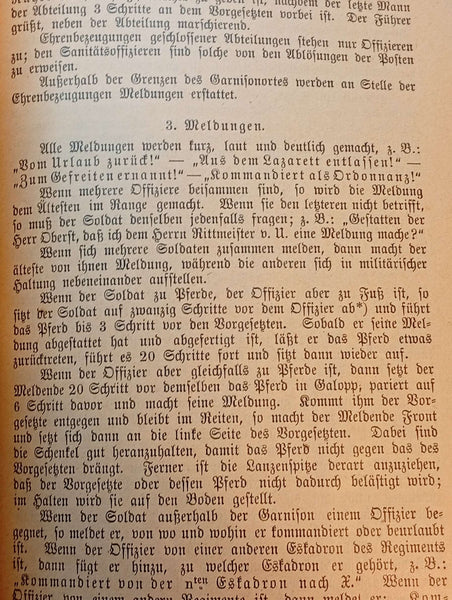 der Abteilung 3 Schritte an dem Vorgesetzten vorbei ist. Der Führer
grüßt, neben der Abteilung marschierend.
Ehrenbezeugungen geschlossener Abteilungen stehen nur Offizieren
zu; den Sanitätsoffizieren sind solche von den Ablösungen der Posten
zu erweisen.
Außerhalb der Grenzen des Garnisonortes werden an Stelle der
Ehrenbezeugungen Meldungen erstattet.
3. Meldungen.
Alle Meldungen werden kurz, laut und deutlich gemacht, z. B.:
„Vom Urlaub zurück!“ — „Aus dem Lazarett entlassen!“ —
„Zum Gefreiten ernannt!“ — „Kommandiert als Ordonnanz!“
Wenn mehrere Offiziere beisammen sind, so wird die Meldung
dem Ältesten im Range gemacht. Wenn sie den letzteren nicht betrifft,
so muß der Soldat denselben jedenfalls fragen; z. B.: „Gestatten der
Herr Oberst, daß ich dem Herrn Rittmeister v. U. eine Meldung mache?“
Wenn sich mehrere Soldaten zusammen melden, dann macht der
älteste von ihnen Meldung, während die anderen sich in militärischer
Haltung nebeneinander aufstellen.
Wenn der Soldat zu Pferde, der Offizier aber zu Fuß ist, so
sitzt der Soldat auf zwanzig Schritte vor dem Offizier ab*) und führt
das Pferd bis 3 Schritt vor den Vorgesetzten. Sobald er seine Mel-
dung abgestattet hat und abgefertigt ist, läßt er das Pferd etwas
zurücktreten, führt es 20 Schritte fort und sitzt dann wieder auf.
Wenn der Offizier aber gleichfalls zu Pferde ist, dann setzt der
Meldende 20 Schritt vor demselben das Pferd in Galopp; pariert auf
6 Schritt davor und macht seine Meldung. Kommt ihm der Vor-
gesetzte entgegen und bleibt im Reiten, so macht der Meldende Front
und setzt sich dann an die linke Seite des Vorgesetzten. Dabei sind
die Schenkel gut heranzuhalten, damit das Pferd nicht gegen das des
Vorgesetzten drängt. Ferner ist die Lanzenspitze derart anzuziehen,
daß der Vorgesetzte oder dessen Pferd nicht dadurch belästigt wird;
im Halten wird sie auf den Boden gestellt.
Wenn der Soldat außerhalb der Garnison einem Offizier be-
gegnet, so meldet er, von wo und wohin er kommandiert oder beurlaubt
ist. Wenn der Offizier von einer anderen Eskadron des Regiments
ist, dann fügt er hinzu, zu welcher Eskadron er gehört, z. B.:
„Kommandiert von der nten Eskadron nach X.“ Wenn der